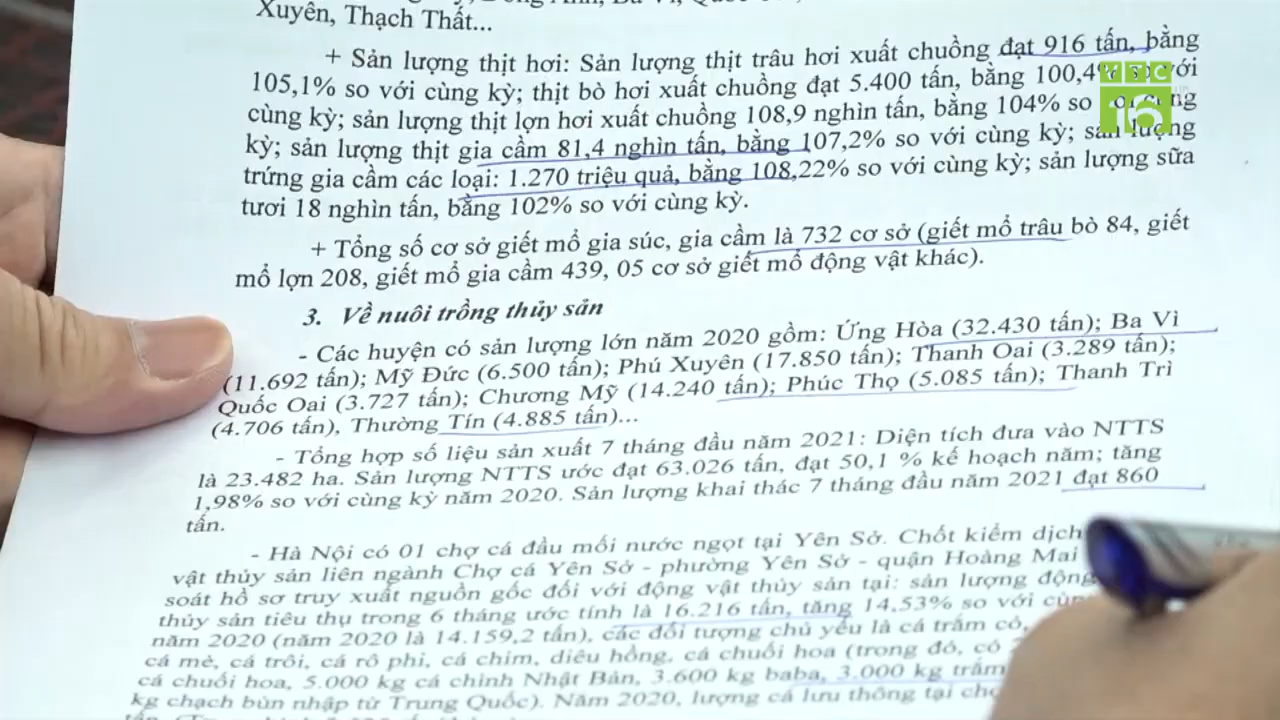 Xuyên, Thạch Thất...
+ Sản lượng thịt hơi: Sản lượng thịt trâu hơi xuất chuồng đạt 916 tấn, bằng
105,1% so với cùng kỳ; thịt bò hơi xuất chuồng đạt 5.400 tấn, bằng 100,4% so với
cùng kỳ; sản lượng thịt lợn hơi xuất chuồng 108,9 nghìn tấn, bằng 104% so với cùng
kỳ; sản lượng thịt gia cầm 81,4 nghìn tấn, bằng 107,2% so với cùng kỳ; sản lượng
trứng gia cầm các loại: 1.270 triệu quả, bằng 108,22% so với cùng kỳ; sản lượng sữa
tươi 18 nghìn tấn, bằng 102% so với cùng kỳ.
+ Tổng số cơ sở giết mổ gia súc, gia cầm là 732 cơ sở (giết mổ trâu bò 84, giết
mổ lợn 208, giết mổ gia cầm 439, 05 cơ sở giết mổ động vật khác).
3. Về nuôi trồng thủy sản
- Các huyện có sản lượng lớn năm 2020 gồm: Ứng Hòa (32.430 tấn); Ba Vì
(11.692 tấn); Mỹ Đức (6.500 tấn); Phú Xuyên (17.850 tấn); Thanh Oai (3.289 tấn);
Quốc Oai (3.727 tấn); Chương Mỹ (14.240 tấn); Phúc Thọ (5.085 tấn); Thanh Trì
(4.706 tấn), Thường Tín (4.885 tấn)...
- Tổng hợp số liệu sản xuất 7 tháng đầu năm 2021: Diện tích đưa vào NTTS
là 23.482 ha. Sản lượng NTTS ước đạt 63.026 tấn, đạt 50,1 % kế hoạch năm; tăng
1,98% so với cùng kỳ năm 2020. Sản lượng khai thác 7 tháng đầu năm 2021 đạt 860
tấn.
- Hà Nội có 01 chợ cá đầu mối nước ngọt tại Yên Sở. Chốt kiểm dịch
vật thủy sản liên ngành Chợ cá Yên Sở - phường Yên Sở - quận Hoàng Mai
soát hồ sơ truy xuất nguồn gốc đối với động vật thủy sản tại: sản lượng động
thủy sản tiêu thụ trong 6 tháng ước tính là 16.216 tấn, tăng 14.53% so với cùng
năm 2020 (năm 2020 là 14.159,2 tấn), các đối tượng chủ yếu là cá trắm cỏ,
cá mè, cá trôi, cá rô phi, cá chim, diêu hồng, cá chuối hoa (trong đó, có
cá chuối hoa, 5.000 kg cá chình Nhật Bản, 3.600 kg baba, 3.000 kg trắm
kg chạch bùn nhập từ Trung Quốc). Năm 2020, lượng cá lưu thông tại chợ
VTC
16